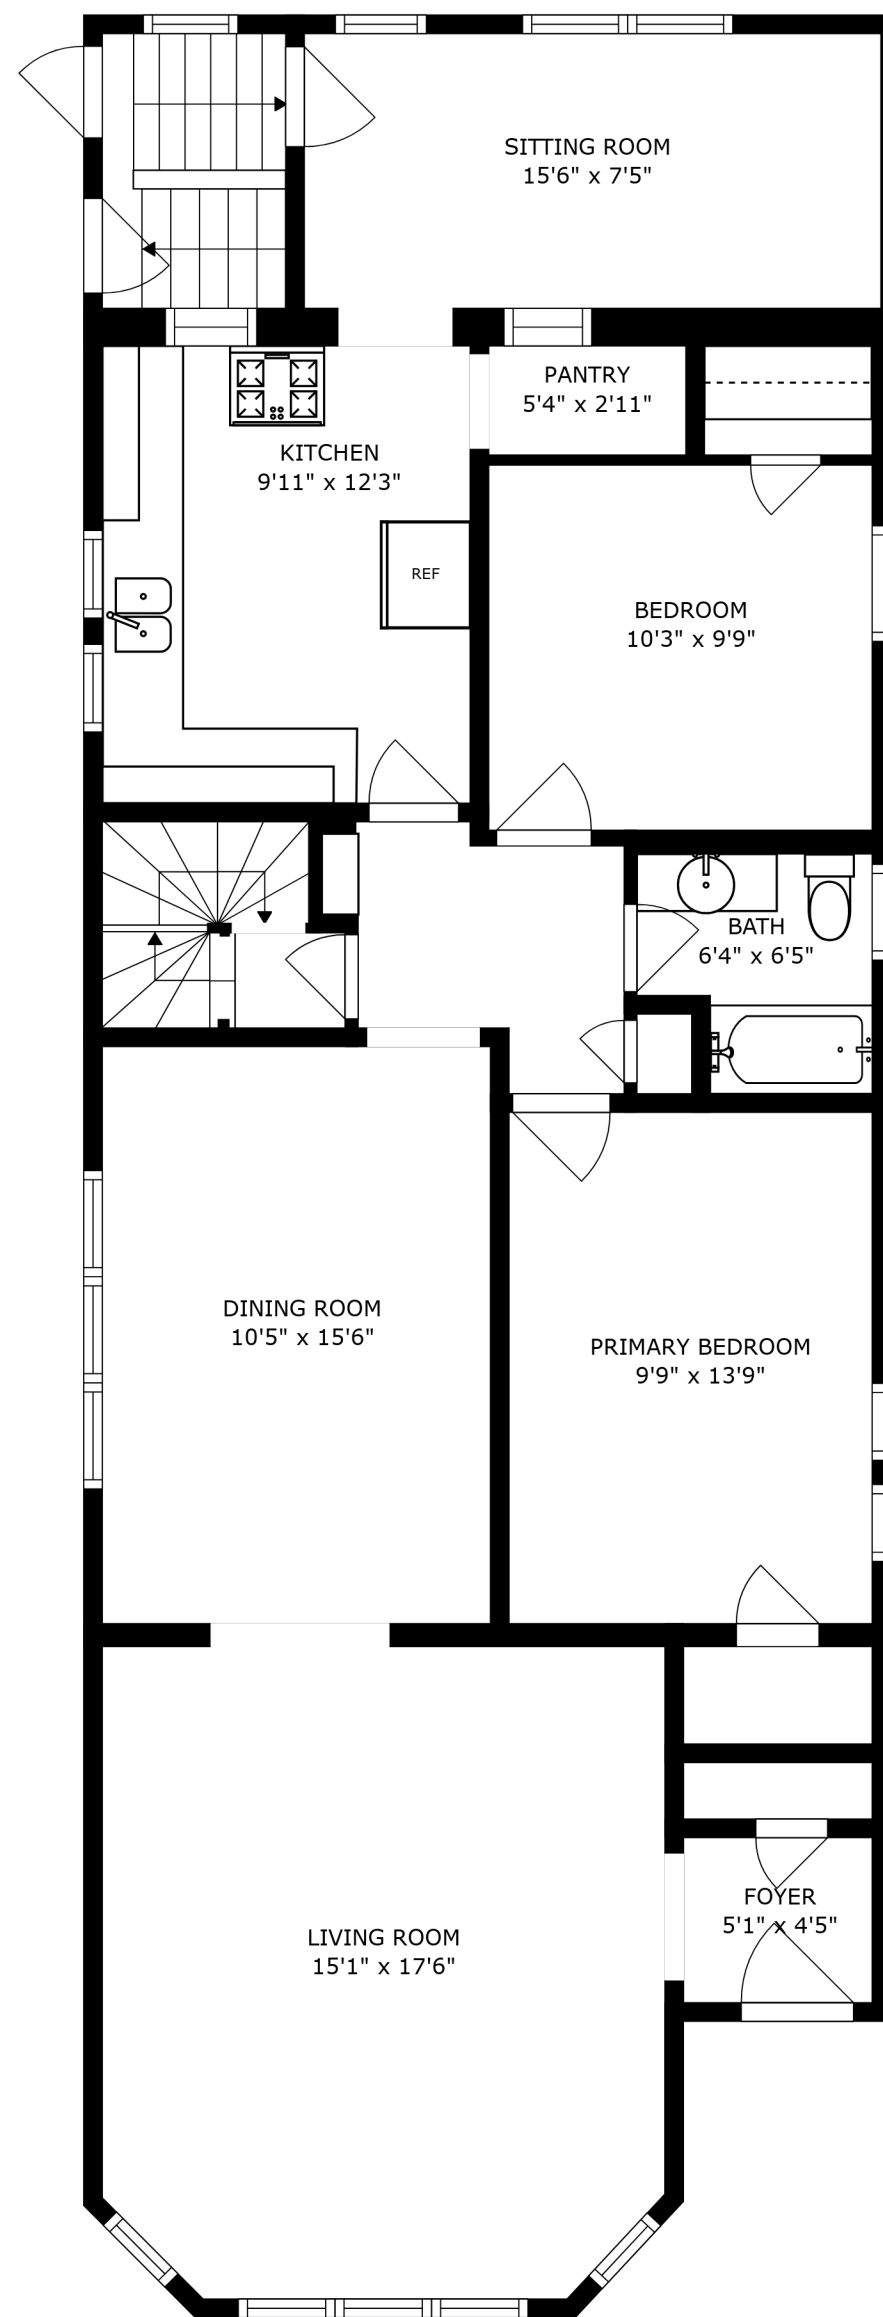 SITTING ROOM
15'6" x 7'5"
PANTRY
5'4" x 2'11"
KITCHEN
9'11" x 12'3"
REF
BEDROOM
10'3" x 9'9"
BATH
6'4" x 6'5"
DINING ROOM
10'5" x 15'6"
PRIMARY BEDROOM
9'9" x 13'9"
FOYER
5'1" x 4'5"
LIVING ROOM
15'1" x 17'6"